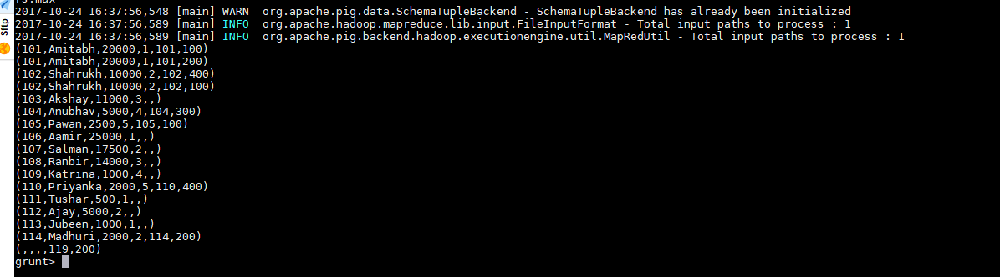 rs.max
2017-10-24 16:37:56,548 [main] WARN  org.apache.pig.data.SchemaTupleBackend - SchemaTupleBackend has already been initialized
2017-10-24 16:37:56,589 [main] INFO  org.apache.hadoop.mapreduce.lib.input.FileInputFormat - Total input paths to process : 1
2017-10-24 16:37:56,589 [main] INFO  org.apache.pig.backend.hadoop.executionengine.util.MapRedUtil - Total input paths to process : 1
(101,Amitabh,20000,1,101,100)
(101,Amitabh,20000,1,101,200)
(102,Shahrukh,10000,2,102,400)
(102,Shahrukh,10000,2,102,100)
(103,Akshay,11000,3,,)
(104,Anubhav,5000,4,104,300)
(105,Pawan,2500,5,105,100)
(106,Aamir,25000,1,,)
(107,Salman,17500,2,,)
(108,Ranbir,14000,3,,)
(109,Katrina,1000,4,,)
(110,Priyanka,2000,5,110,400)
(111,Tushar,500,1,,)
(112,Ajay,5000,2,,)
(113,Jubeen,1000,1,,)
(114,Madhuri,2000,2,114,200)
(,,,,119,200)
grunt>
Sftp